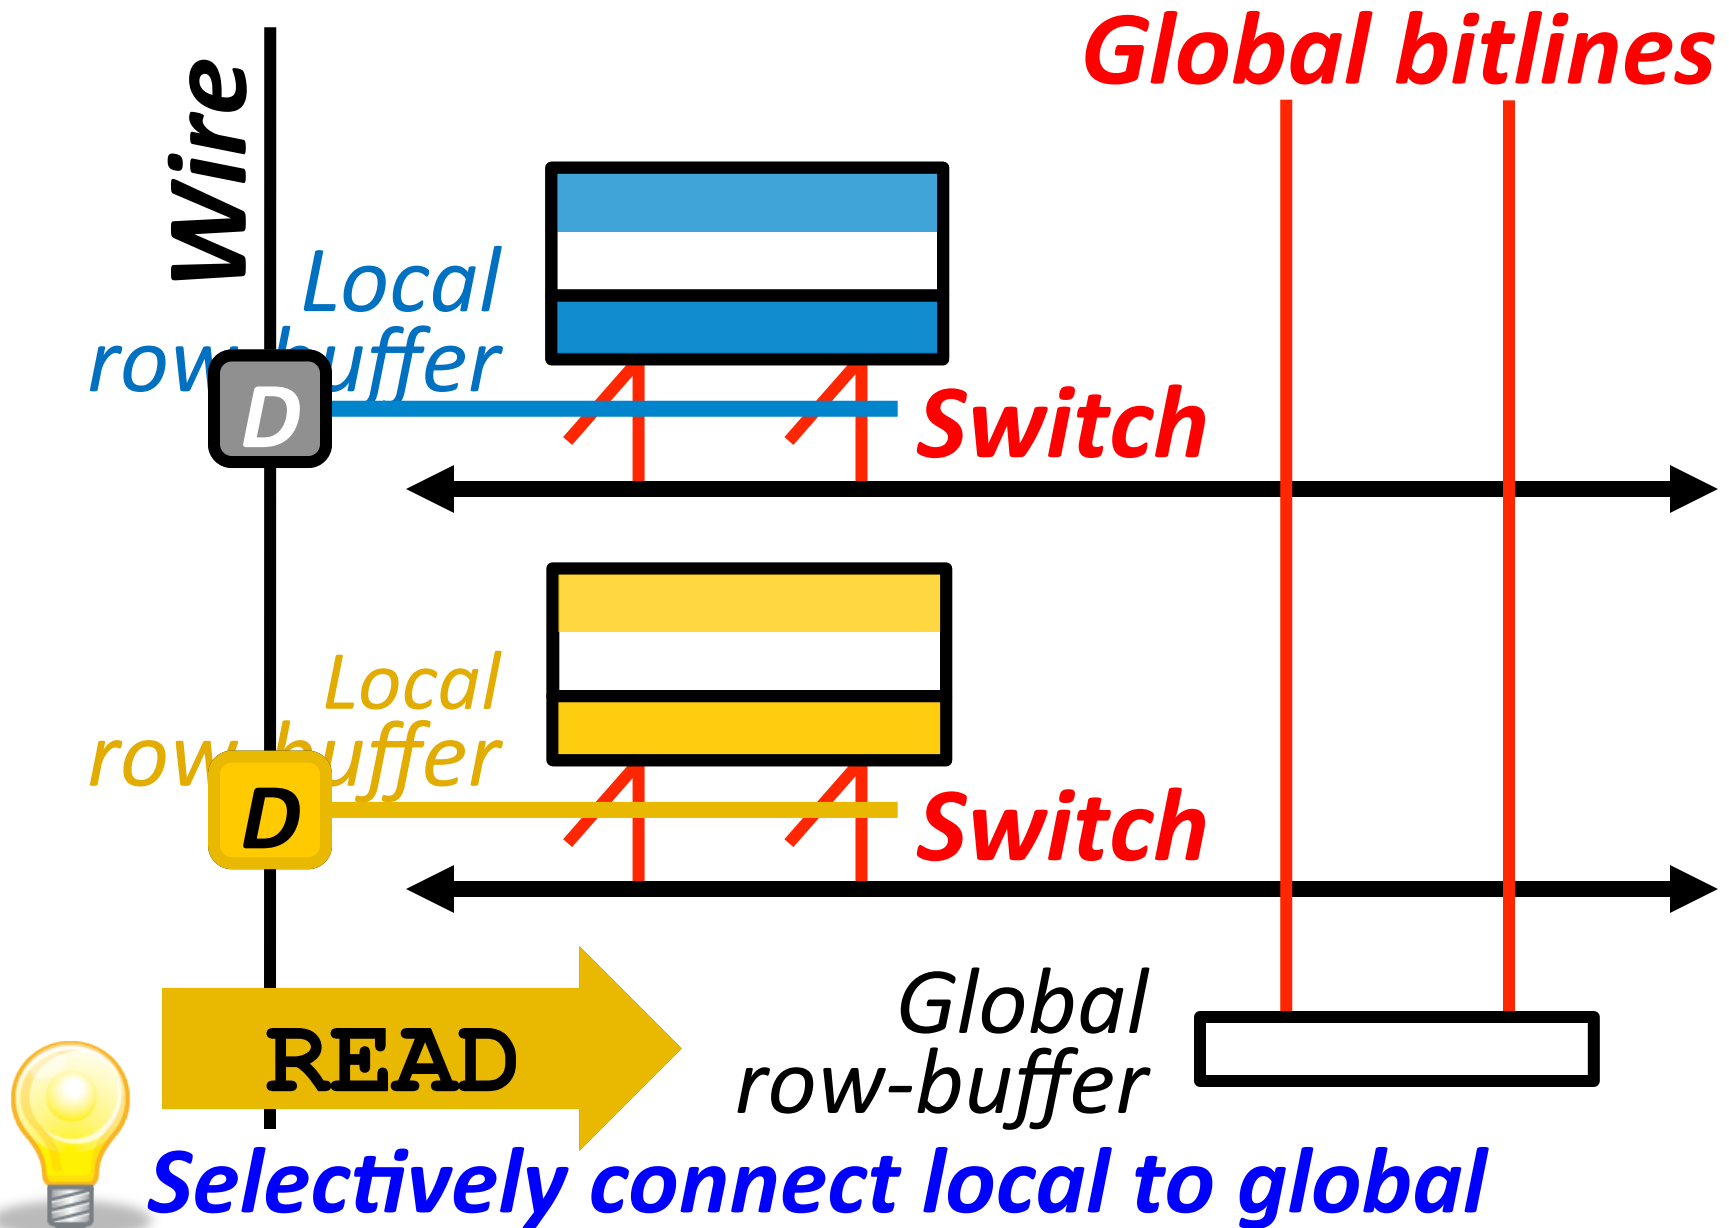 Global bitlines
Wire
Local
row-buffer
D
Switch
Local
row-buffer
D
Switch
READ
Global
row-buffer
Selectively connect local to global